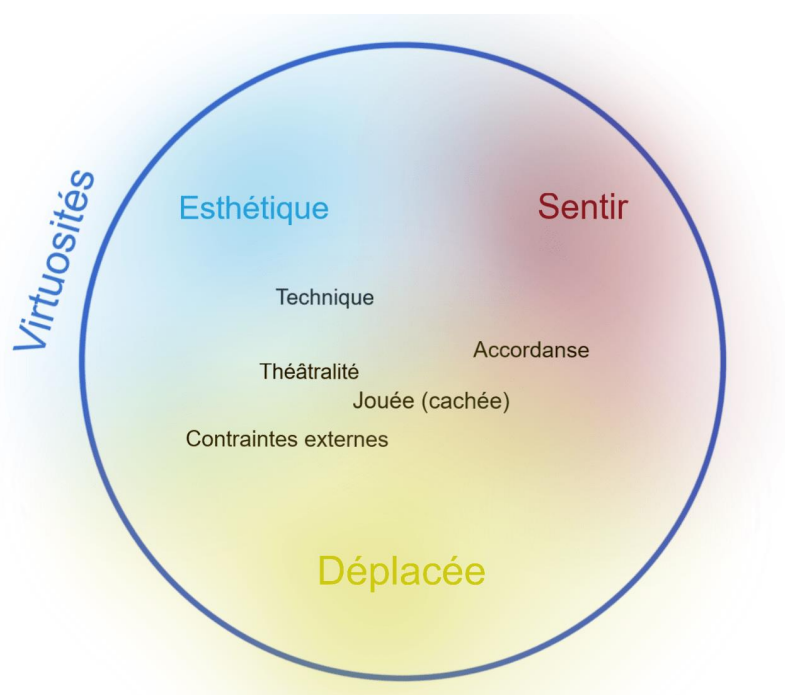 Virtuosités
Esthétique
Sentir
Technique
Accordanse
Théâtralité
Jouée (cachée)
Contraintes externes
Déplacée